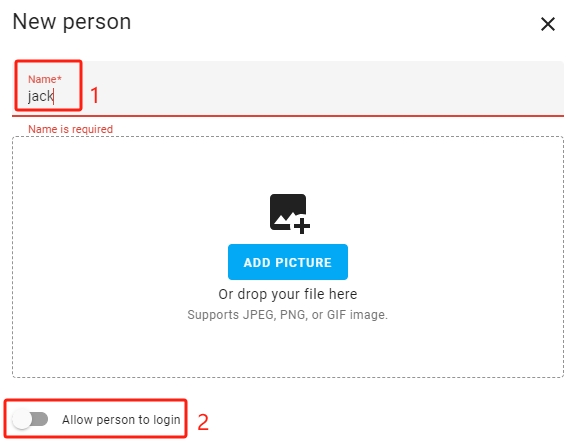 New person
Name*
jack
1
Name is required
ADD PICTURE
Or drop your file here
Supports JPEG, PNG, or GIF image.
Allow person to login
2